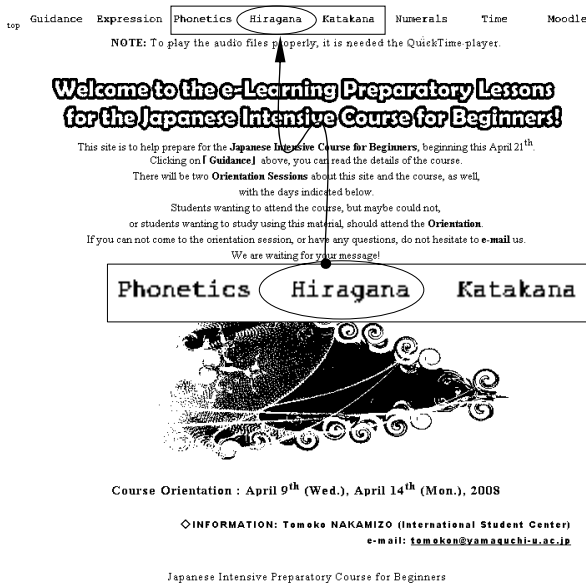 top Guidance Expression Phonetics Hiragana Katakana Numerals Time Moodle
NOTE: To play the audio files properly, it is needed the QuickTime-player.
Welcome to the e-Learning Preparatory Lessons
for the Japanese Intensive Course for Beginners!
This site is to help prepare for the Japanese Intensive Course for Beginners, beginning this April 21th.
Clicking on「Guidance」 above, you can read the details of the course.
There will be two Orientation Sessions about this site and the course, as well,
with the days indicated below.
Students wanting to attend the course, but maybe could not,
or students wanting to study using this material, should attend the Orientation.
If you can not come to the orientation session, or have any questions, do not hesitate to e-mail us.
We are waiting for your message!
Phonetics Hiragana Katakana
Course Orientation : April 9th (Wed.), April 14th (Mon.), 2008
◇INFORMATION: Tomoko NAKAMIZO (International Student Center)
e-mail: tomokon@yamaguchi-u.ac.jp
Japanese Intensive Preparatory Course for Beginners